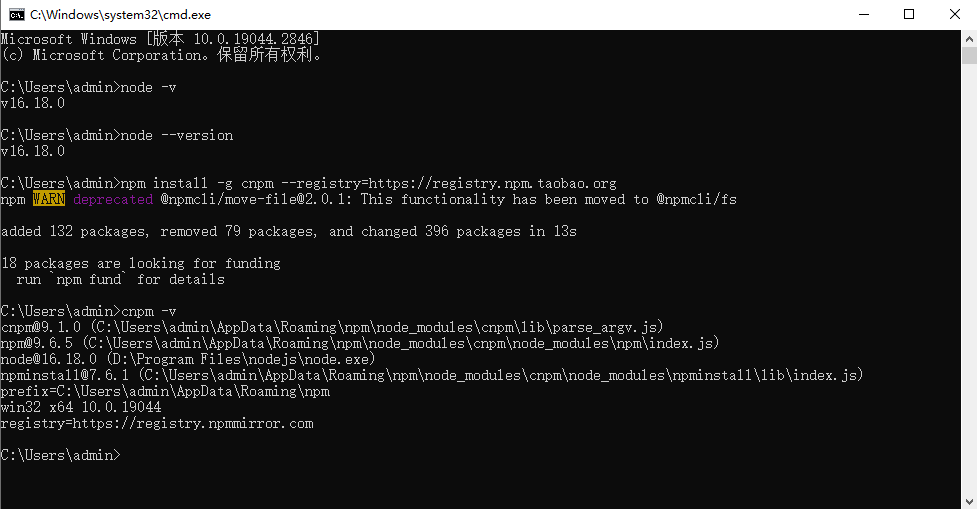 C:\Windows\system32\cmd.exe
Microsoft Windows [版本 10.0.19044.2846]
(c) Microsoft Corporation。保留所有权利。
C:\Users\admin>node -v
v16.18.0
C:\Users\admin>node --version
v16.18.0
C:\Users\admin>npm install -g cnpm --registry=https://registry.npm.taobao.org
npm WARN deprecated @npmcli/move-file@2.0.1: This functionality has been moved to @npmcli/fs
added 132 packages, removed 79 packages, and changed 396 packages in 13s
18 packages are looking for funding
  run `npm fund` for details
C:\Users\admin>cnpm -v
cnpm@9.1.0 (C:\Users\admin\AppData\Roaming\npm\node_modules\cnpm\lib\parse_argv.js)
npm@9.6.5 (C:\Users\admin\AppData\Roaming\npm\node_modules\cnpm\node_modules\npm\index.js)
node@16.18.0 (D:\Program Files\nodejs\node.exe)
npminstall@7.6.1 (C:\Users\admin\AppData\Roaming\npm\node_modules\cnpm\node_modules\npminstall\lib\index.js)
prefix=C:\Users\admin\AppData\Roaming\npm
win32 x64 10.0.19044
registry=https://registry.npmmirror.com
C:\Users\admin>